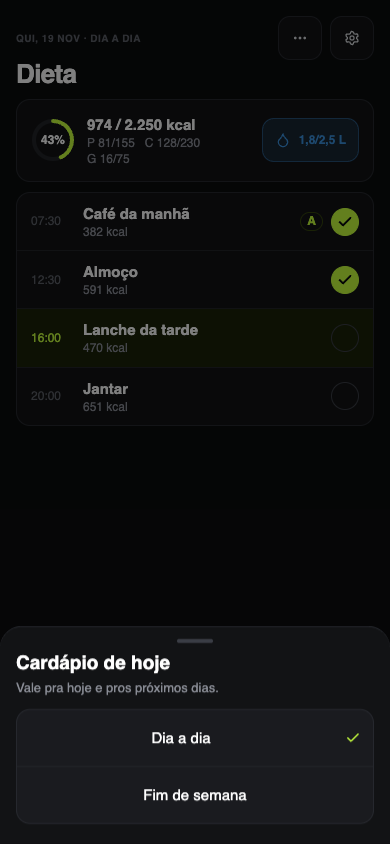 QUI, 19 NOV · DIA A DIA
Dieta
43%
974 / 2.250 kcal
P 81/155 C 128/230
G 16/75
1,8/2,5 L
07:30
Café da manhã
382 kcal
A
12:30
Almoço
591 kcal
16:00
Lanche da tarde
470 kcal
20:00
Jantar
651 kcal
Cardápio de hoje
Vale pra hoje e pros próximos dias.
Dia a dia
Fim de semana